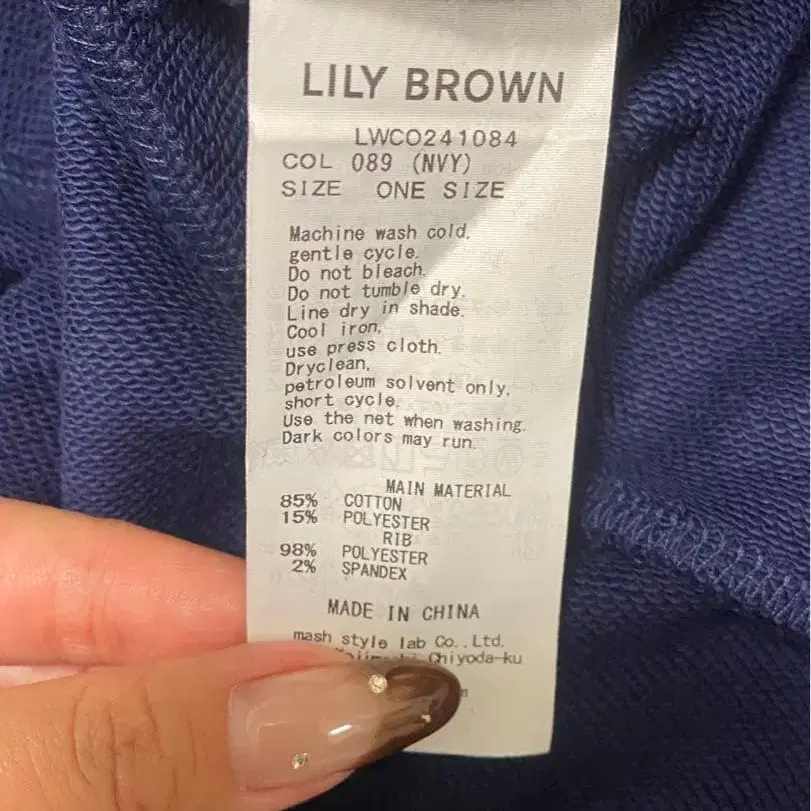 LILY BROWN
LWCO241084
COL 089 (NVY)
SIZE ONE SIZE
Machine wash cold,
gentle cycle.
Do not bleach.
Do not tumble dry.
Line dry in shade.
Cool iron,
use press cloth.
Dryclean,
petroleum solvent only,
short cycle,
Use the net when washing.
Dark colors may run.
MAIN MATERIAL
85% COTTON
15% POLYESTER
RIB
98% POLYESTER
2% SPANDEX
MADE IN CHINA
mash style lab Co., Ltd.
Chiyoda-ku